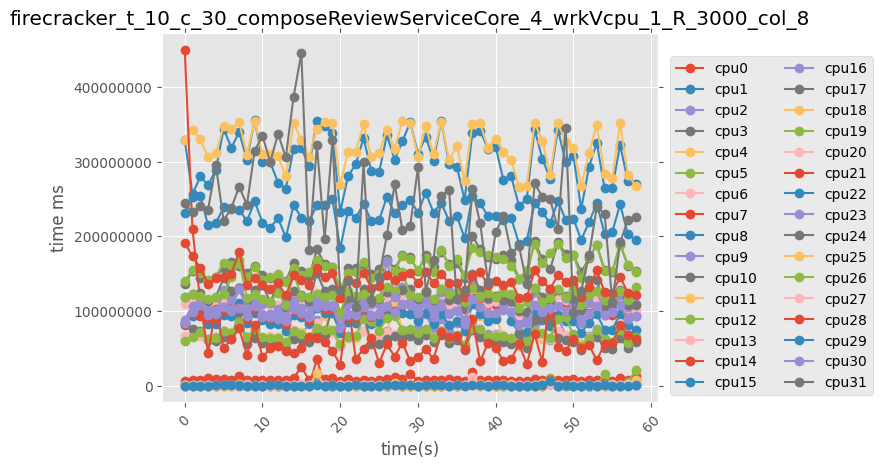 firecracker_t_10_c_30_composeReviewServiceCore_4_wrkVcpu_1_R_3000_col_8
400000000
300000000
200000000
100000000
0
time ms
0
10
20
30
40
50
60
time(s)
cpu0
cpu1
cpu2
cpu3
cpu4
cpu5
cpu6
cpu7
cpu8
cpu9
cpu10
cpu11
cpu12
cpu13
cpu14
cpu15
cpu16
cpu17
cpu18
cpu19
cpu20
cpu21
cpu22
cpu23
cpu24
cpu25
cpu26
cpu27
cpu28
cpu29
cpu30
cpu31